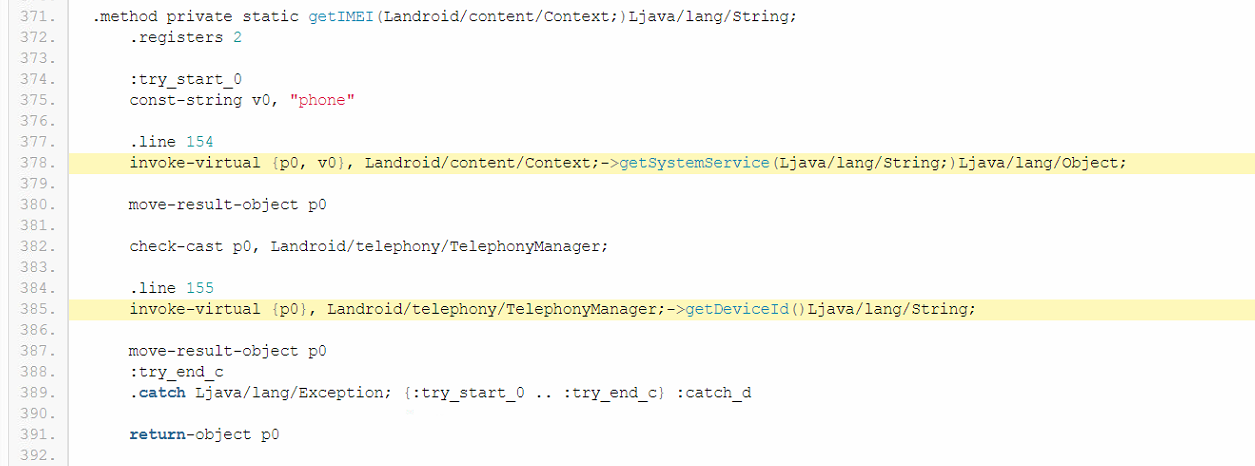 371. .method private static getIMEI(Landroid/content/Context;)Ljava/lang/String;
372. .registers 2
373.
374. :try_start_0
375. const-string v0, "phone"
376.
377. .line 154
378. invoke-virtual {p0, v0}, Landroid/content/Context;->getSystemService(Ljava/lang/String;)Ljava/lang/Object;
379.
380. move-result-object p0
381.
382. check-cast p0, Landroid/telephony/TelephonyManager;
383.
384. .line 155
385. invoke-virtual {p0}, Landroid/telephony/TelephonyManager;->getDeviceId()Ljava/lang/String;
386.
387. move-result-object p0
388. :try_end_c
389. .catch Ljava/lang/Exception; {:try_start_0 .. :try_end_c} :catch_d
390.
391. return-object p0
392.